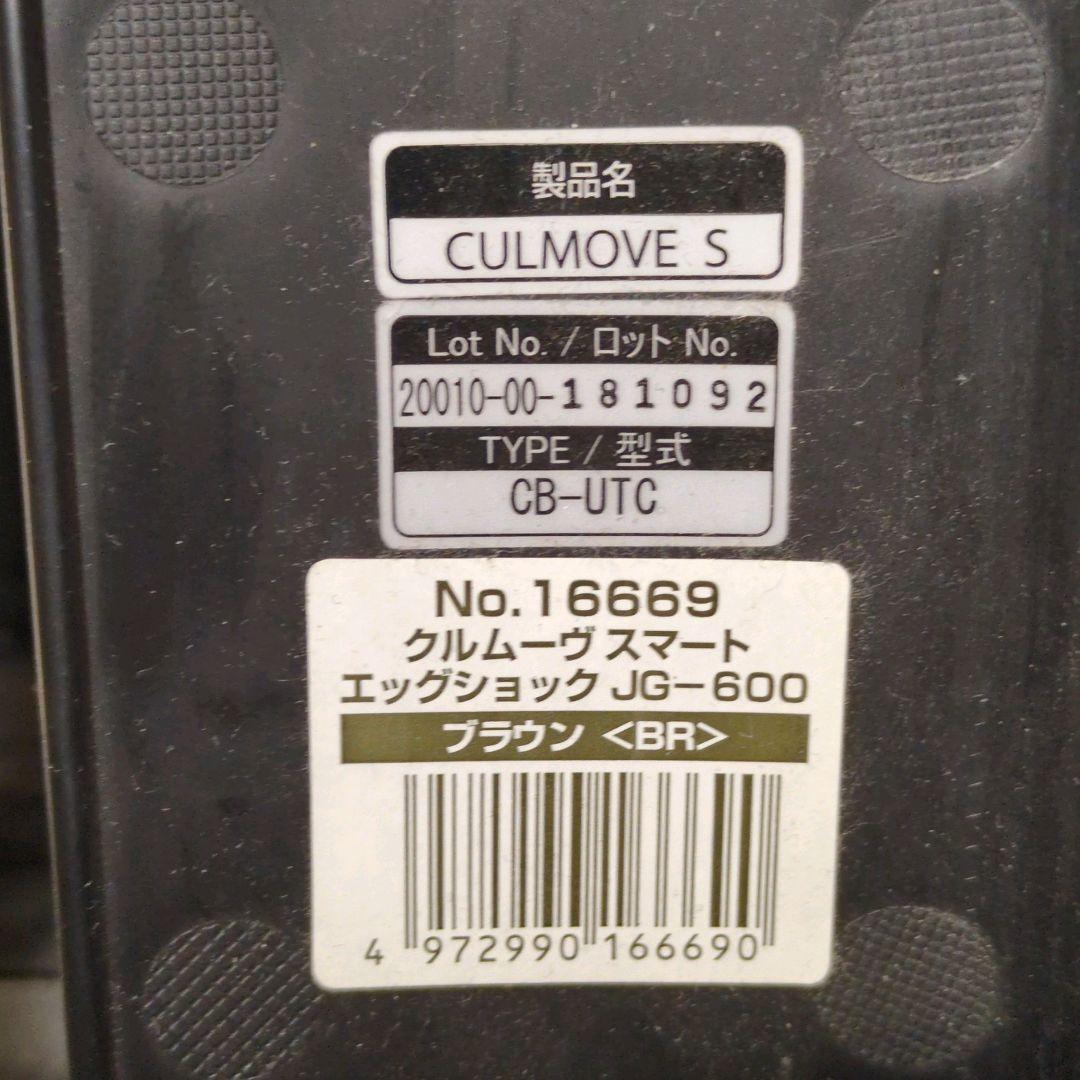 製品名
CULMOVE S
Lot No. / ロット No.
20010-00-181092
TYPE / 型式
CB-UTC
No.16669
クルムーヴ スマート
エッグショック JG-600
ブラウン <BR>
4 972990 166690